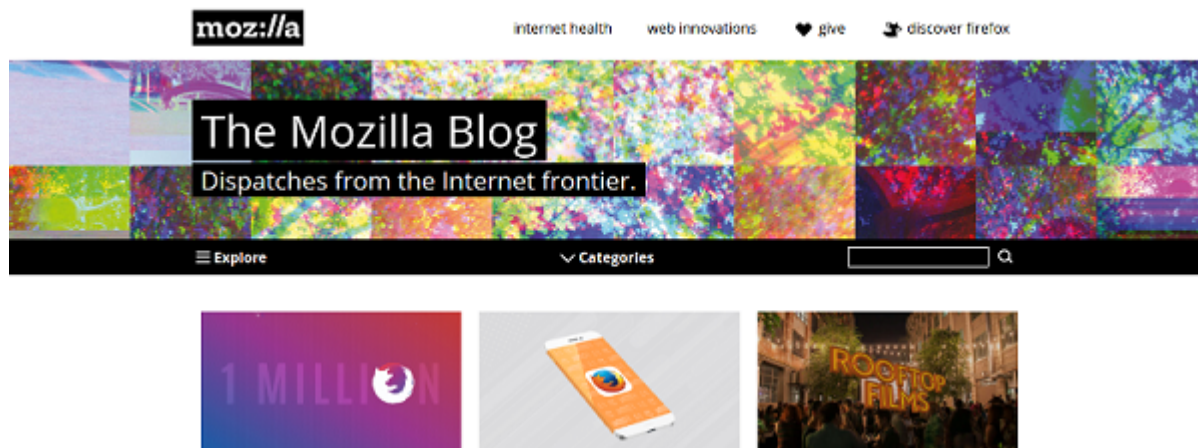 moz://a
internet health web innovations give discover firefox
The Mozilla Blog
Dispatches from the Internet frontier.
Explore Categories
1 MILLION
ROOFTOP
FILMS